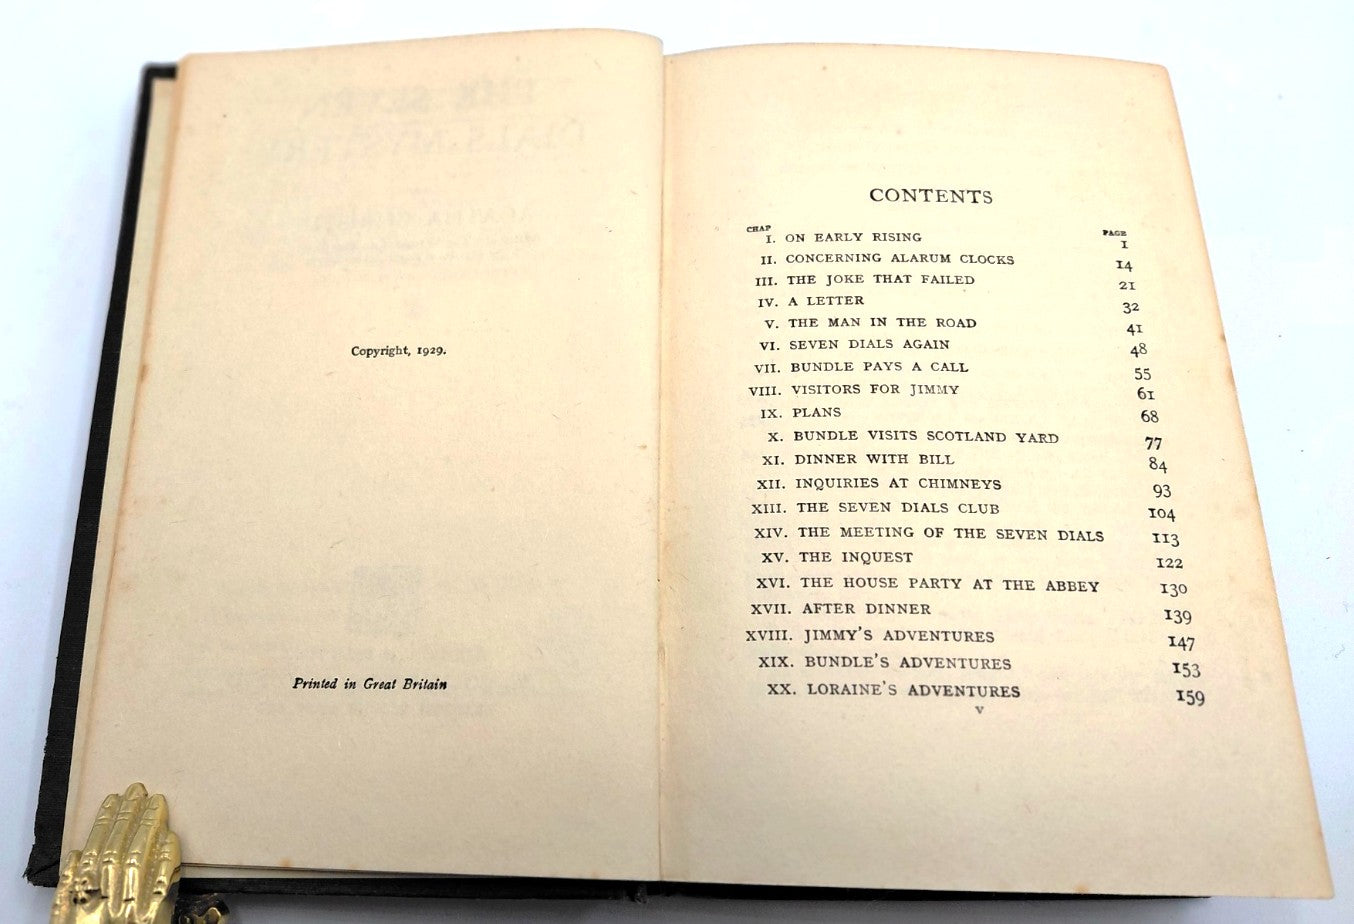 Copyright, 1929.
Printed in Great Britain
CONTENTS
CHAP PAGE
I. ON EARLY RISING 1
II. CONCERNING ALARUM CLOCKS 14
III. THE JOKE THAT FAILED 21
IV. A LETTER 32
V. THE MAN IN THE ROAD 41
VI. SEVEN DIALS AGAIN 48
VII. BUNDLE PAYS A CALL 55
VIII. VISITORS FOR JIMMY 61
IX. PLANS 68
X. BUNDLE VISITS SCOTLAND YARD 77
XI. DINNER WITH BILL 84
XII. INQUIRIES AT CHIMNEYS 93
XIII. THE SEVEN DIALS CLUB 104
XIV. THE MEETING OF THE SEVEN DIALS 113
XV. THE INQUEST 122
XVI. THE HOUSE PARTY AT THE ABBEY 130
XVII. AFTER DINNER 139
XVIII. JIMMY'S ADVENTURES 147
XIX. BUNDLE'S ADVENTURES 153
XX. LORAINE'S ADVENTURES 159
v